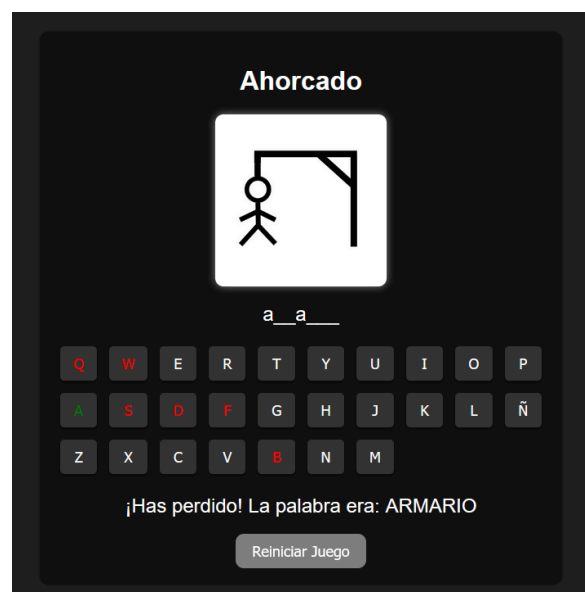 Ahorcado
a__a___
Q W E R T Y U I O P
A S D F G H J K L Ñ
Z X C V B N M
¡Has perdido! La palabra era: ARMARIO
Reiniciar Juego